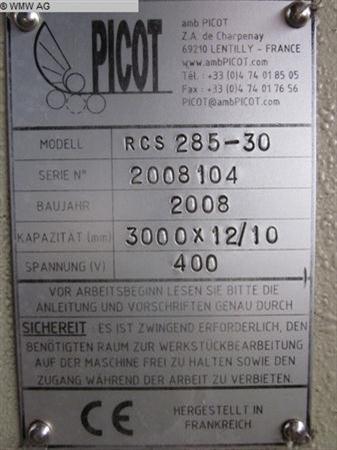 © WMW AG
PICOT
amb PICOT
Z.A. de Charpenay
69210 LENTILLY - FRANCE
www.ambPICOT.com
Tél. : +33 (0)4 74 01 85 05
Fax : +33 (0)4 74 01 76 56
PICOT@ambPICOT.com
MODELL RCS 285-30
SERIE N° 2008104
BAUJAHR 2008
KAPAZITÄT (mm) 3000 x 12/10
SPANNUNG (V) 400
VOR ARBEITSBEGINN LESEN SIE BITTE DIE
ANLEITUNG UND VORSCHRIFTEN GENAU DURCH
SICHEREIT : ES IST ZWINGEND ERFORDERLICH, DEN
BENÖTIGTEN RAUM ZUR WERKSTÜCKBEARBEITUNG
AUF DER MASCHINE FREI ZU HALTEN SOWIE DEN
ZUGANG WÄHREND DER ARBEIT ZU VERBIETEN.
CE
HERGESTELLT IN
FRANKREICH